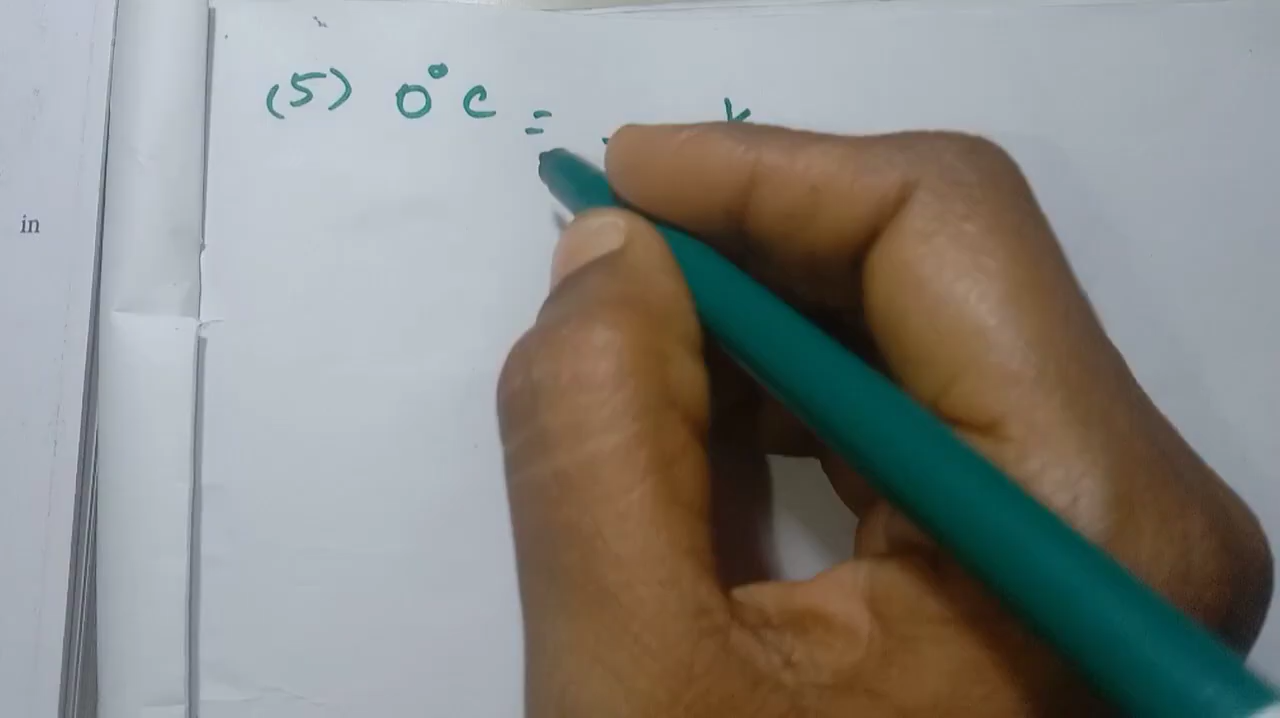 in
(5) 0°C = k